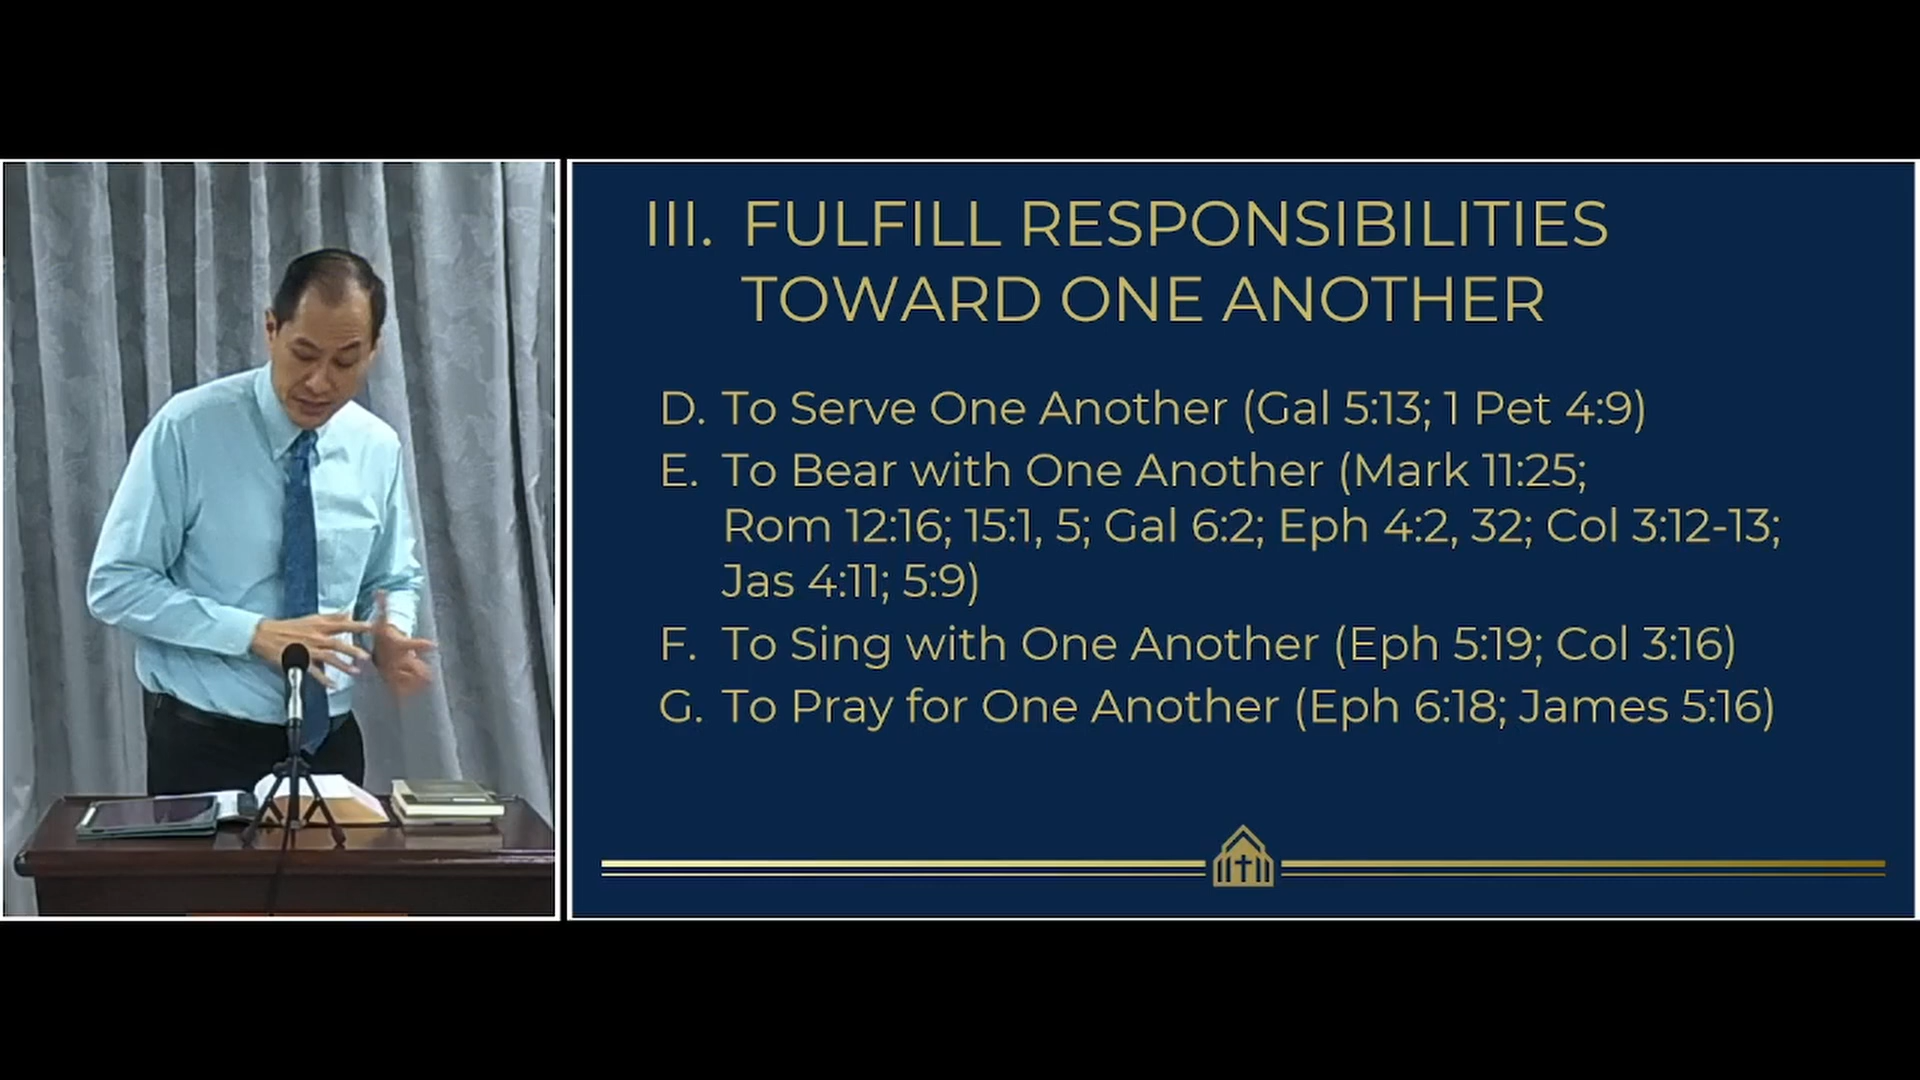 III. FULFILL RESPONSIBILITIES
TOWARD ONE ANOTHER
D. To Serve One Another (Gal 5:13; 1 Pet 4:9)
E. To Bear with One Another (Mark 11:25;
Rom 12:16; 15:1, 5; Gal 6:2; Eph 4:2, 32; Col 3:12-13;
Jas 4:11; 5:9)
F. To Sing with One Another (Eph 5:19; Col 3:16)
G. To Pray for One Another (Eph 6:18; James 5:16)